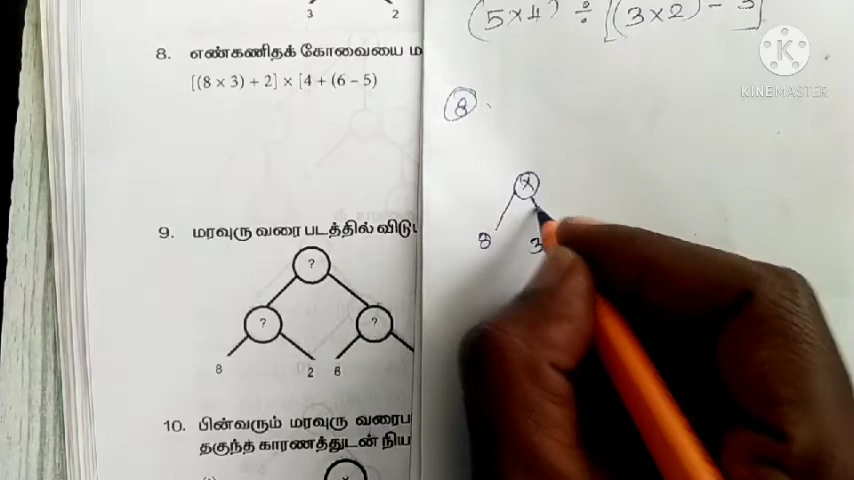 3 2
(5×4) ÷ [(3×2) - 3]
KINEMASTER
8. எண்கணிதக் கோவையை ம
[(8 × 3) + 2] × [4 + (6 – 5)
8
×
8 3
9. மரவுரு வரை படத்தில் விடு
?
? ?
8 2 6
10. பின்வரும் மரவுரு வரைப
தகுந்த காரணத்துடன் நிய